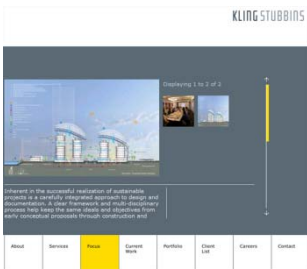 KLING STUBBINS
Displaying 1 to 2 of 2
Inherent in the successful realization of sustainable
projects is a carefully integrated approach to design and
documentation. A clear framework and multi-disciplinary
process help keep the same ideals and objectives from
early conceptual proposals through construction and
About
Services
Focus
Current
Work
Portfolio
Client
List
Careers
Contact